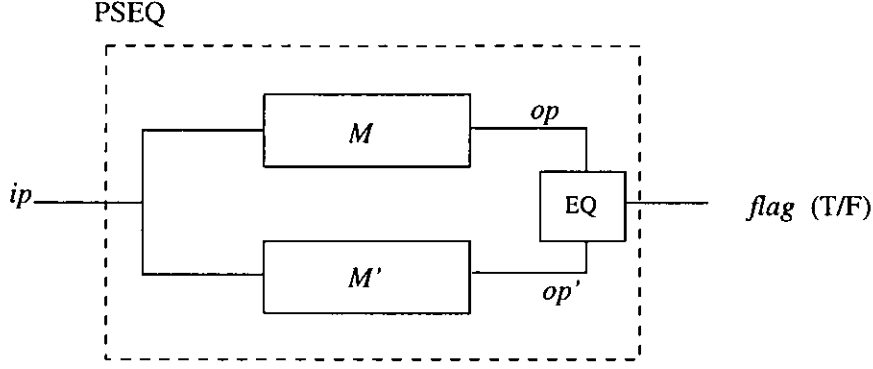 PSEQ
M
op
ip
EQ
flag (T/F)
M'
op'